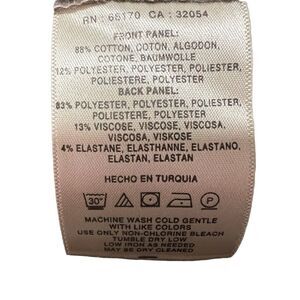 RN : 66170 CA : 32054
FRONT PANEL:
88% COTTON, COTON, ALGODON,
COTONE, BAUMWOLLE
12% POLYESTER, POLYESTER, POLIESTER,
POLIESTERE, POLYESTER
BACK PANEL:
83% POLYESTER, POLYESTER, POLIESTER,
POLIESTERE, POLYESTER
13% VISCOSE, VISCOSE, VISCOSA,
VISCOSA, VISKOSE
4% ELASTANE, ELASTHANNE, ELASTANO,
ELASTAN, ELASTAN
HECHO EN TURQUIA
30° P
MACHINE WASH COLD GENTLE
WITH LIKE COLORS
USE ONLY NON-CHLORINE BLEACH
TUMBLE DRY LOW
LOW IRON AS NEEDED
MAY BE DRY CLEANED